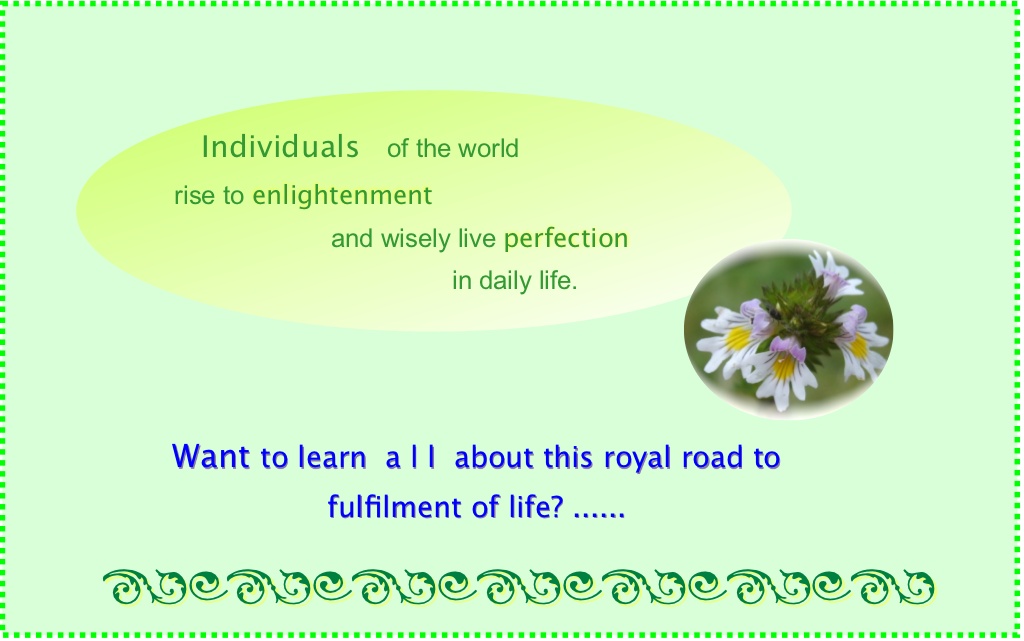 Individuals of the world
rise to enlightenment
and wisely live perfection
in daily life.
Want to learn a l l about this royal road to
fulfilment of life? ......